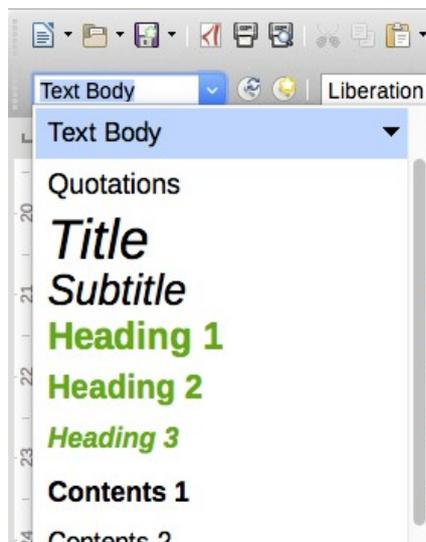 Text Body
Liberation
Text Body
Quotations
Title
Subtitle
Heading 1
Heading 2
Heading 3
Contents 1
Contents 2
20
21
22
23
24